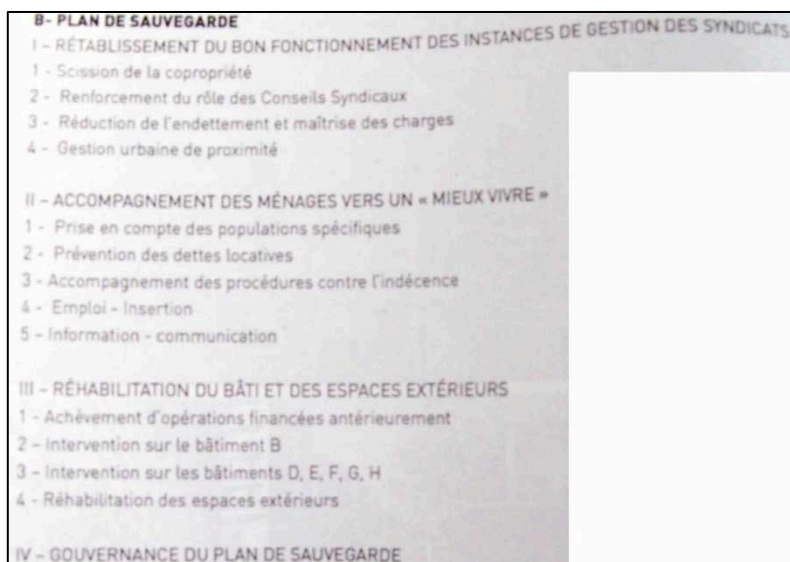 B- PLAN DE SAUVEGARDE
I - RÉTABLISSEMENT DU BON FONCTIONNEMENT DES INSTANCES DE GESTION DES SYNDICATS
1 - Scission de la copropriété
2 - Renforcement du rôle des Conseils Syndicaux
3 - Réduction de l'endettement et maîtrise des charges
4 - Gestion urbaine de proximité
II - ACCOMPAGNEMENT DES MÉNAGES VERS UN « MIEUX VIVRE »
1 - Prise en compte des populations spécifiques
2 - Prévention des dettes locatives
3 - Accompagnement des procédures contre l'indécence
4 - Emploi - Insertion
5 - Information - communication
III - RÉHABILITATION DU BÂTI ET DES ESPACES EXTÉRIEURS
1 - Achèvement d'opérations financées antérieurement
2 - Intervention sur le bâtiment B
3 - Intervention sur les bâtiments D, E, F, G, H
4 - Réhabilitation des espaces extérieurs
IV - GOUVERNANCE DU PLAN DE SAUVEGARDE